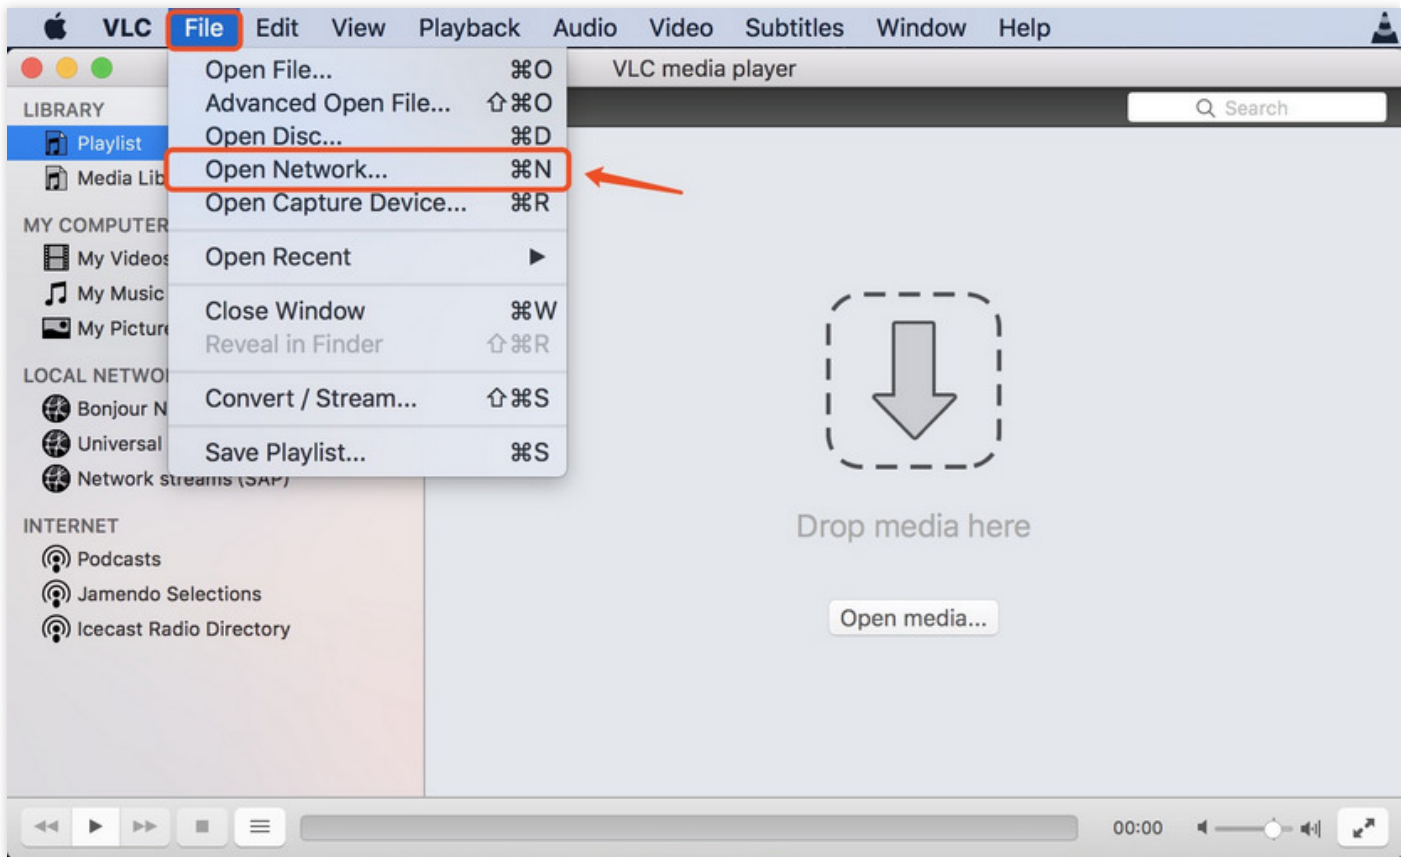 VLC File Edit View Playback Audio Video Subtitles Window Help
VLC media player
Search
Open File... ⌘O
Advanced Open File... ⇧⌘O
Open Disc... ⌘D
Open Network... ⌘N
Open Capture Device... ⌘R
Open Recent
Close Window ⌘W
Reveal in Finder ⇧⌘R
Convert / Stream... ⇧⌘S
Save Playlist... ⌘S
LIBRARY
Playlist
Media Lib
MY COMPUTER
My Videos
My Music
My Picture
LOCAL NETWO
Bonjour N
Universal
Network streams (SAP)
INTERNET
Podcasts
Jamendo Selections
Icecast Radio Directory
Drop media here
Open media...
00:00